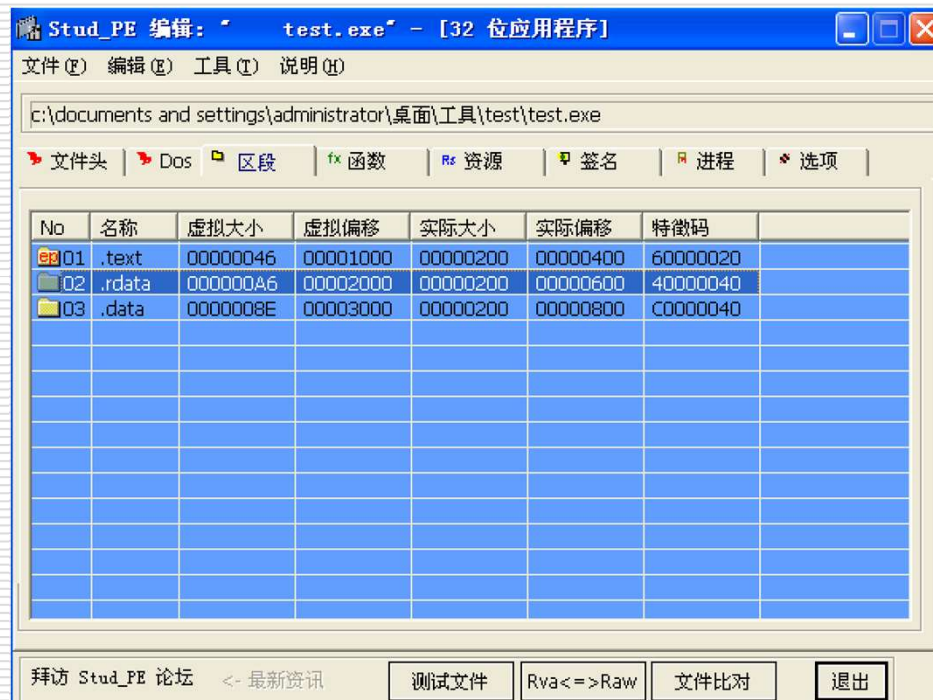 Stud_PE 编辑: " test.exe" - [32 位应用程序]
文件(F) 编辑(E) 工具(T) 说明(H)
c:\documents and settings\administrator\桌面\工具\test\test.exe
文件头 Dos 区段 fx 函数 Rs 资源 签名 进程 选项
No 名称 虚拟大小 虚拟偏移 实际大小 实际偏移 特徵码
ep 01 .text 00000046 00001000 00000200 00000400 60000020
02 .rdata 000000A6 00002000 00000200 00000600 40000040
03 .data 0000008E 00003000 00000200 00000800 C0000040
拜访 Stud_PE 论坛 <- 最新资讯 测试文件 Rva<=>Raw 文件比对 退出